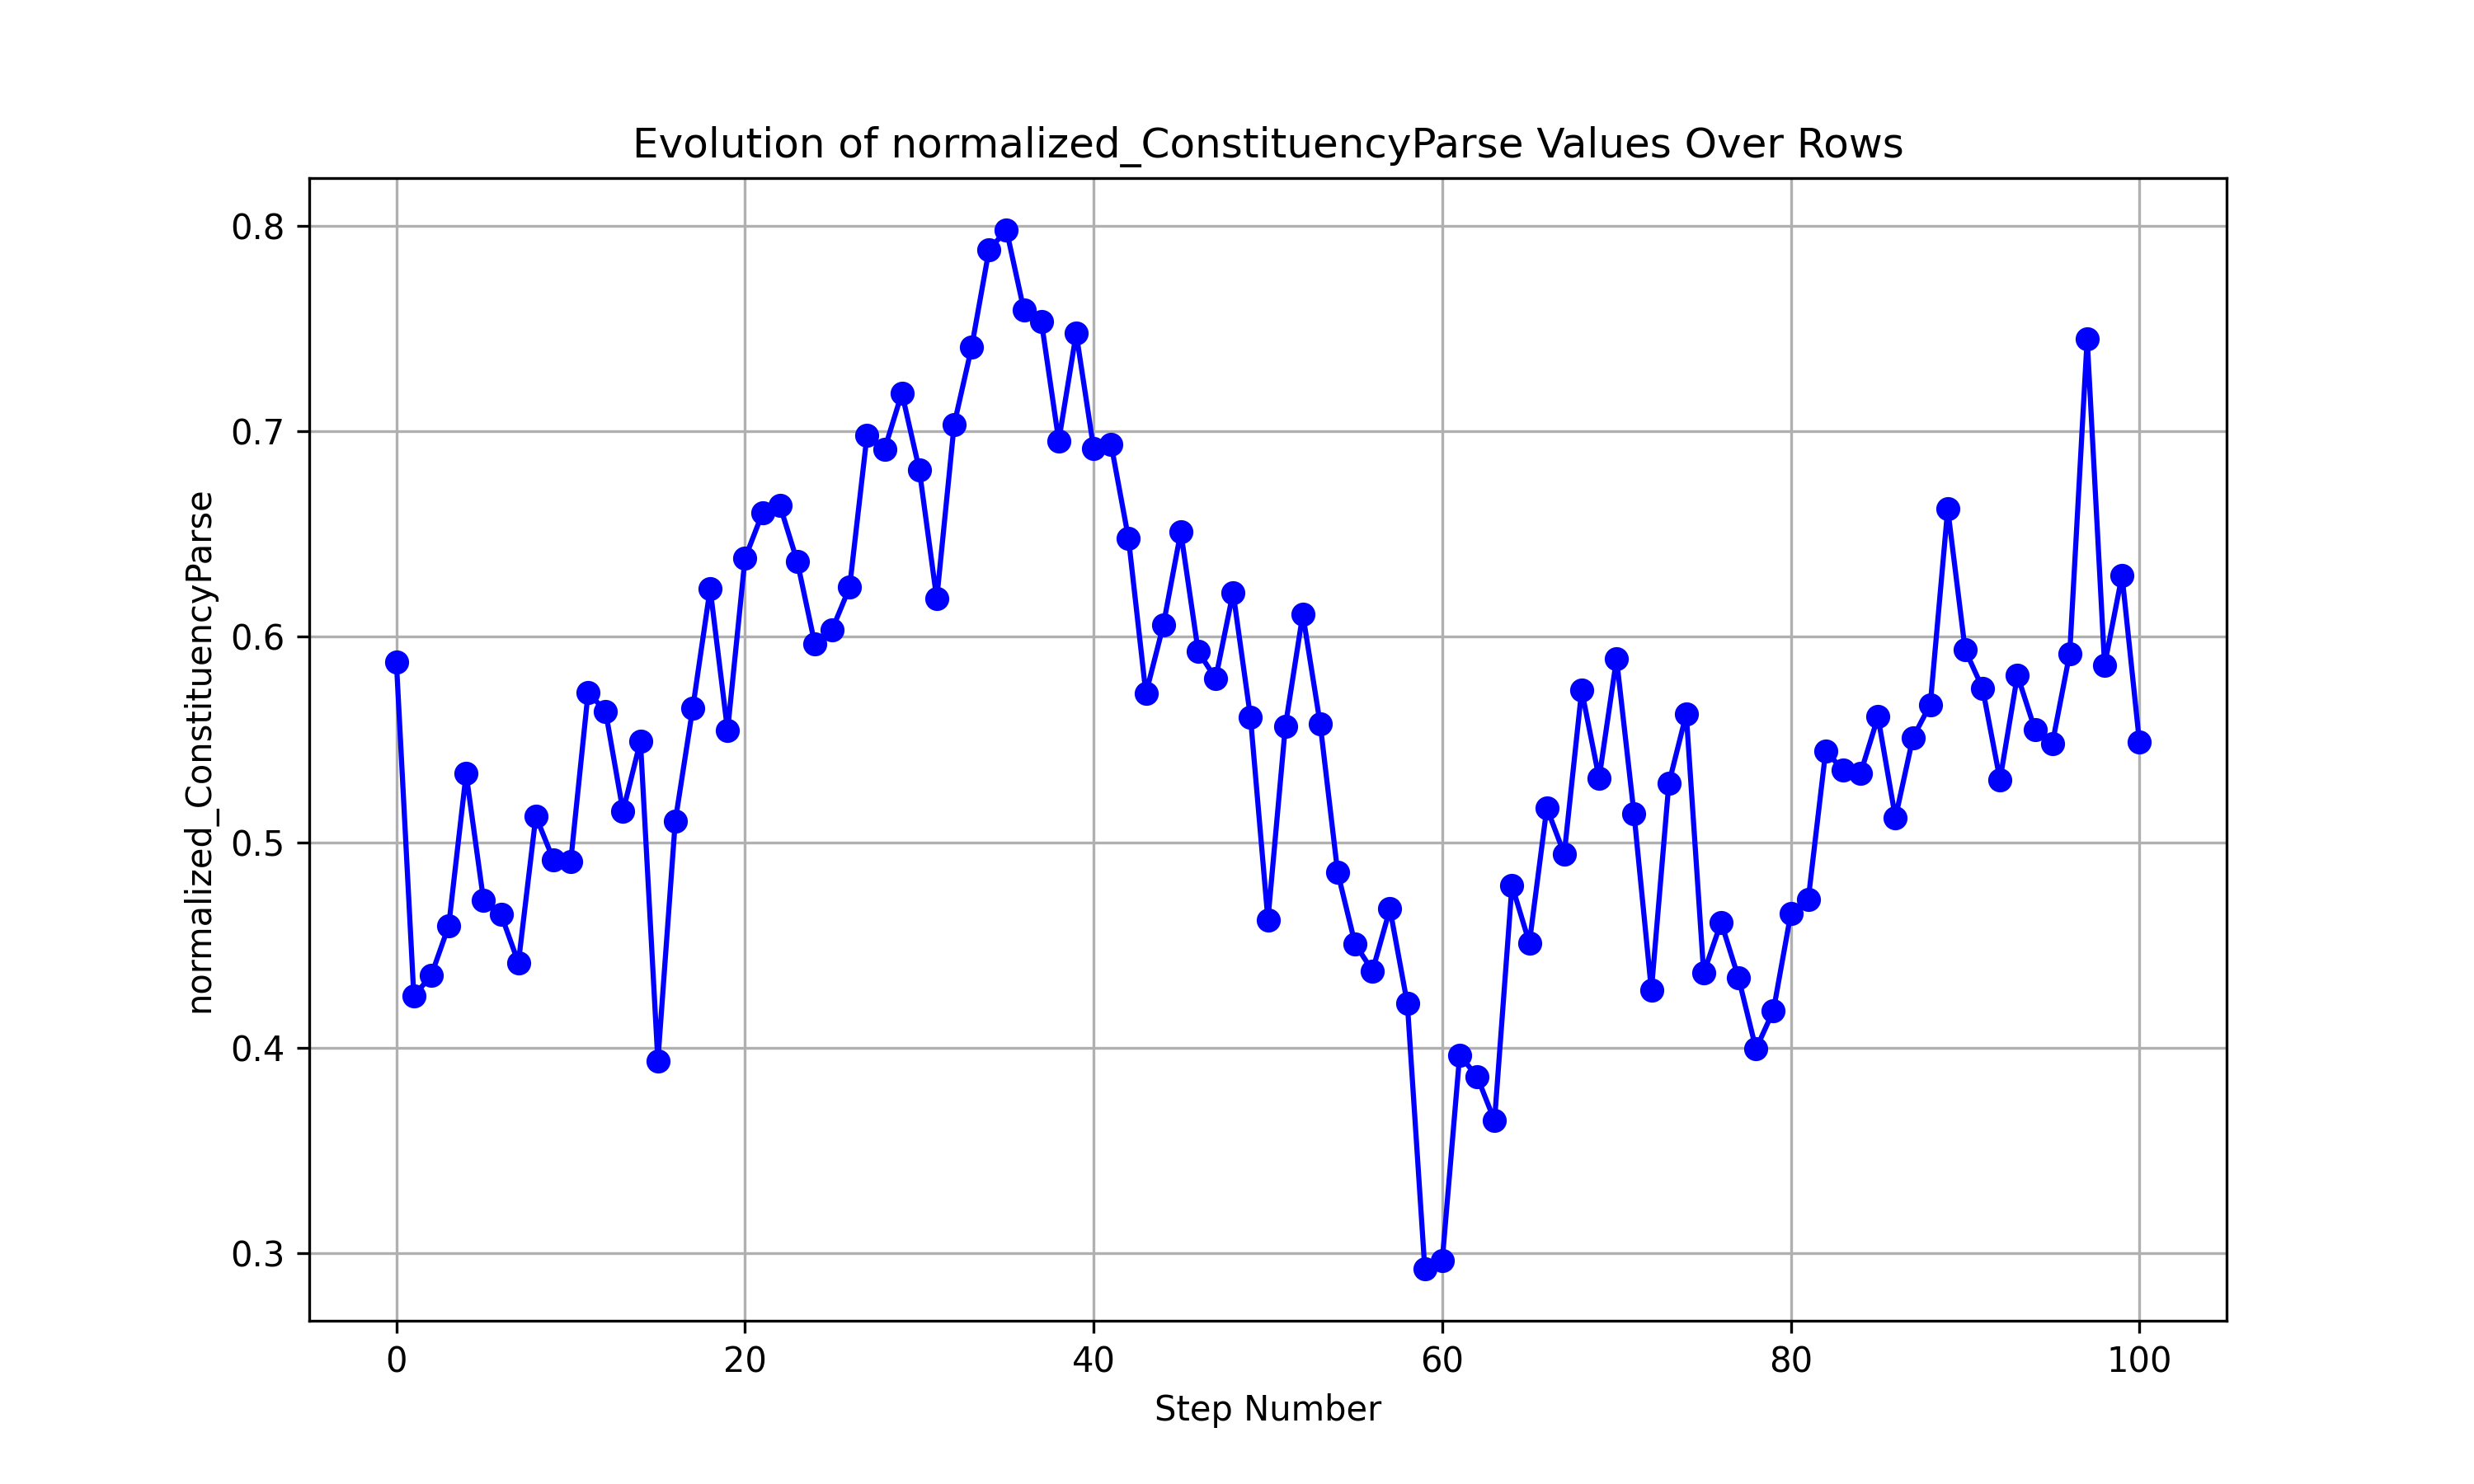 Evolution of normalized_ConstituencyParse Values Over Rows
normalized_ConstituencyParse
0.8
0.7
0.6
0.5
0.4
0.3
0 20 40 60 80 100
Step Number